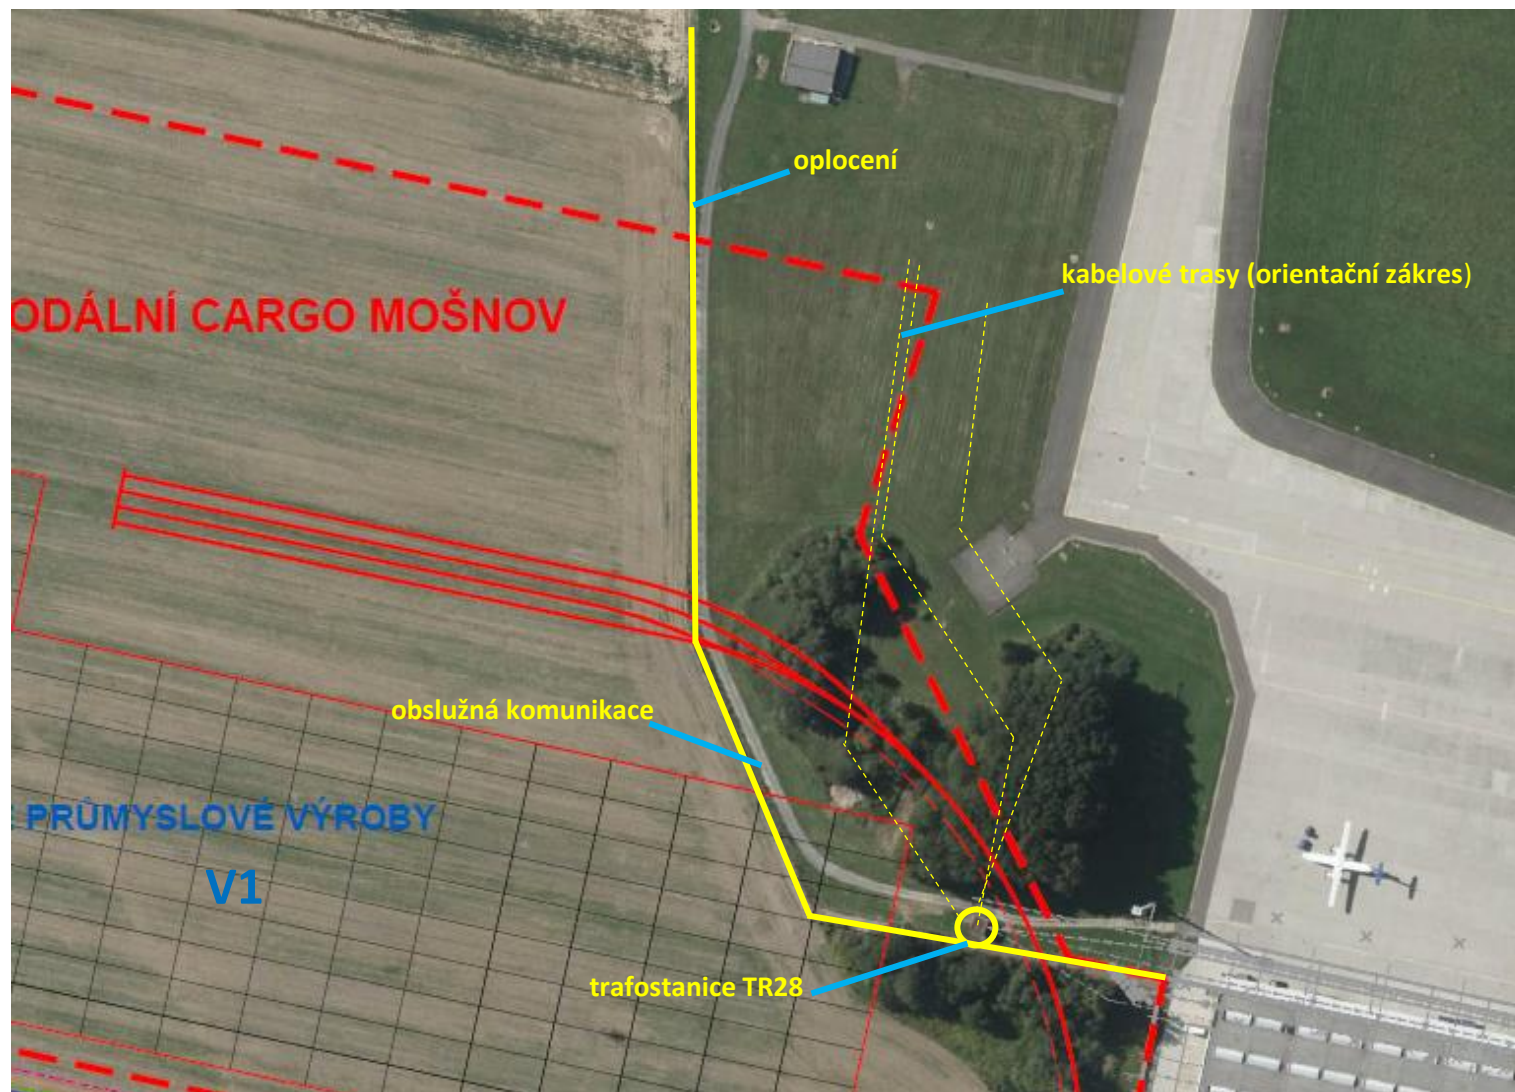 oplocení
kabelové trasy (orientační zákres)
ODÁLNÍ CARGO MOŠNOV
obslužná komunikace
PRŮMYSLOVÉ VÝROBY
V1
trafostanice TR28